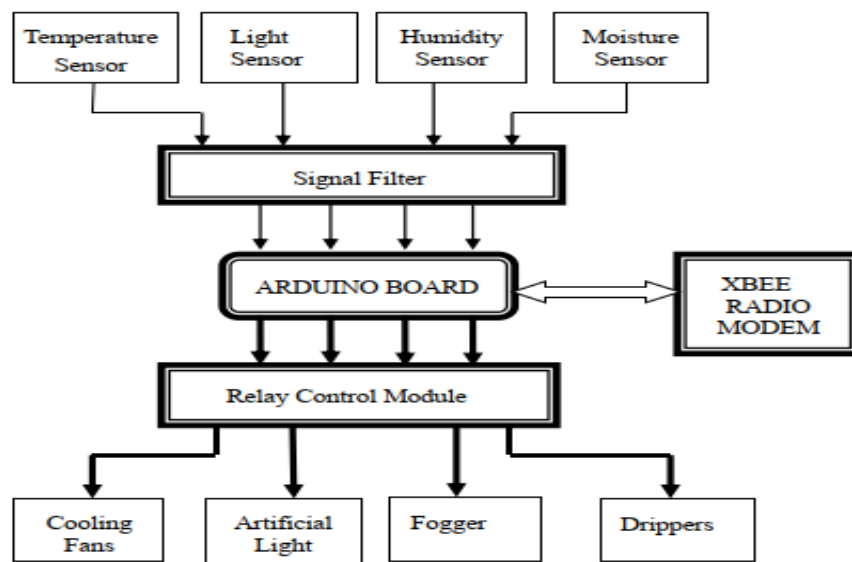 Temperature
Sensor
Light
Sensor
Humidity
Sensor
Moisture
Sensor
Signal Filter
ARDUINO BOARD
XBEE
RADIO
MODEM
Relay Control Module
Cooling
Fans
Artificial
Light
Fogger
Drippers